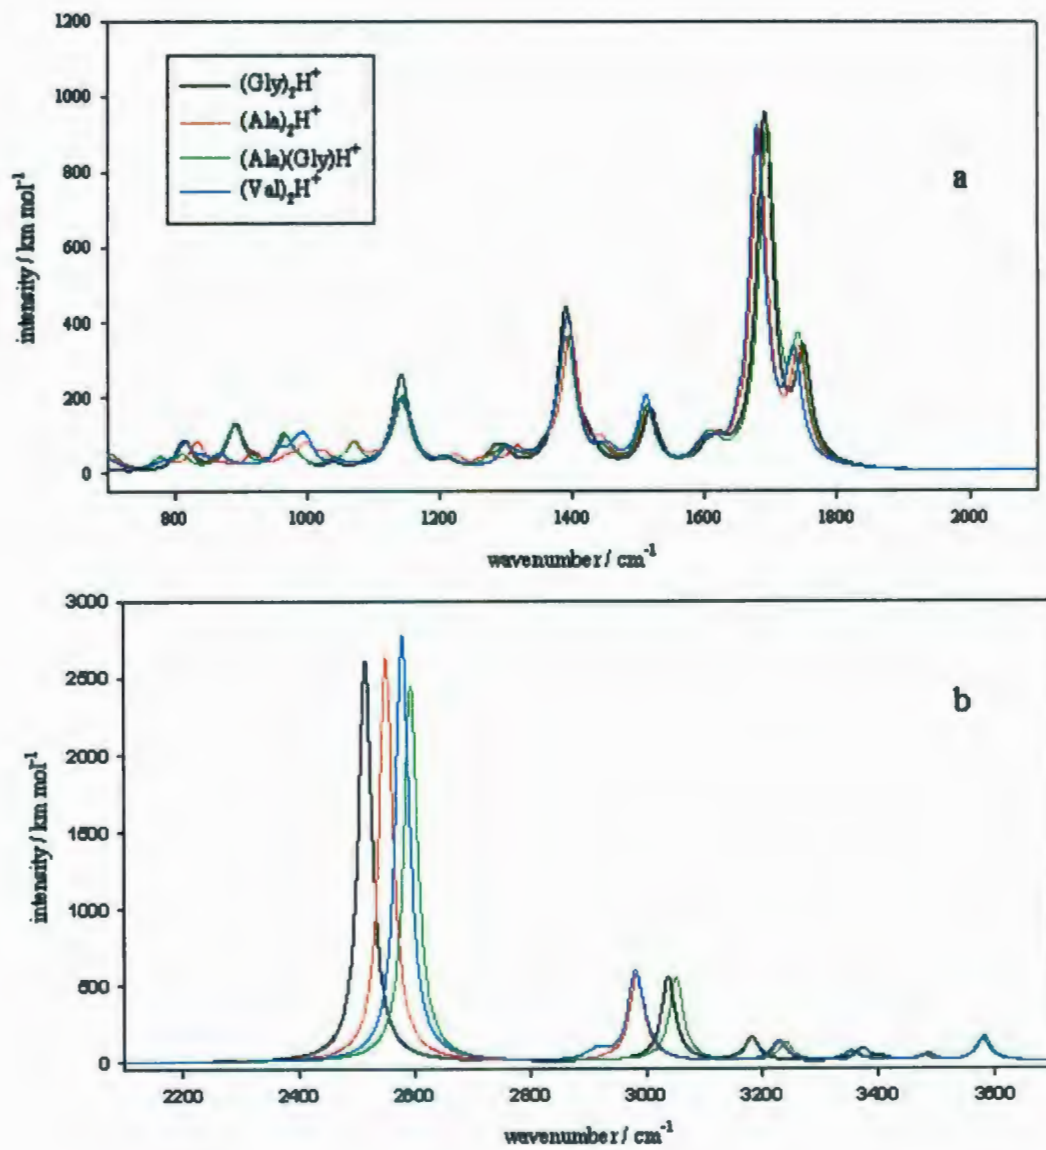 1200
1000
800
600
400
200
0
intensity / km mol⁻¹
(Gly)₂H⁺
(Ala)₂H⁺
(Ala)(Gly)H⁺
(Val)₂H⁺
a
800 1000 1200 1400 1600 1800 2000
wavenumber / cm⁻¹
3000
2500
2000
1500
1000
500
0
intensity / km mol⁻¹
b
2200 2400 2600 2800 3000 3200 3400 3600
wavenumber / cm⁻¹